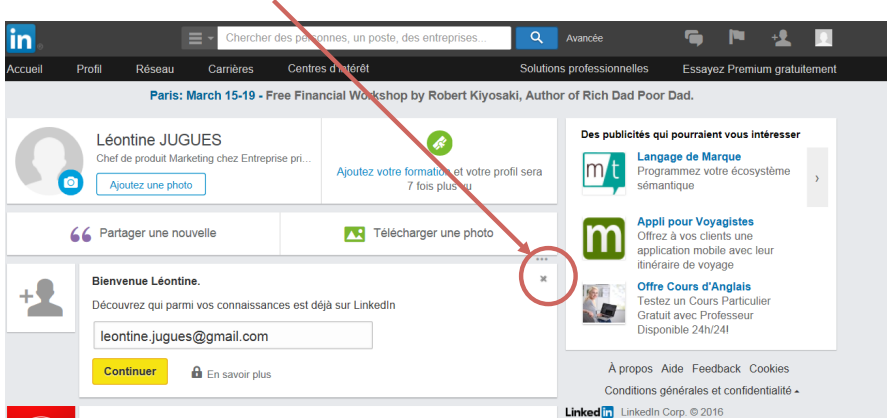 in
Chercher des personnes, un poste, des entreprises...
Avancée
Accueil Profil Réseau Carrières Centres d'intérêt Solutions professionnelles Essayez Premium gratuitement
Paris: March 15-19 - Free Financial Workshop by Robert Kiyosaki, Author of Rich Dad Poor Dad.
Léontine JUGUES
Chef de produit Marketing chez Entreprise pri...
Ajoutez une photo
Ajoutez votre formation et votre profil sera
7 fois plus vu
Partager une nouvelle
Télécharger une photo
Bienvenue Léontine.
Découvrez qui parmi vos connaissances est déjà sur LinkedIn
leontine.jugues@gmail.com
Continuer
En savoir plus
Des publicités qui pourraient vous intéresser
mt
Langage de Marque
Programmez votre écosystème
sémantique
m
Appli pour Voyagistes
Offrez à vos clients une
application mobile avec leur
itinéraire de voyage
Offre Cours d'Anglais
Testez un Cours Particulier
Gratuit avec Professeur
Disponible 24h/24!
À propos Aide Feedback Cookies
Conditions générales et confidentialité
Linked in LinkedIn Corp. © 2016